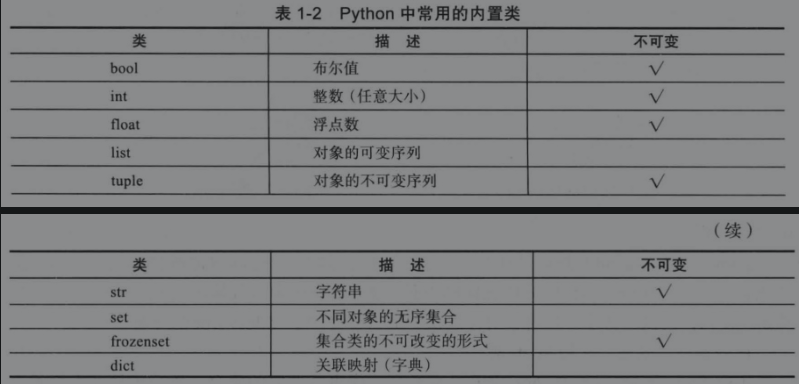 表 1-2 Python 中常用的内置类
类 描 述 不可变
bool 布尔值 √
int 整数（任意大小） √
float 浮点数 √
list 对象的可变序列
tuple 对象的不可变序列 √
（续）
类 描 述 不可变
str 字符串 √
set 不同对象的无序集合
frozenset 集合类的不可改变的形式 √
dict 关联映射（字典）